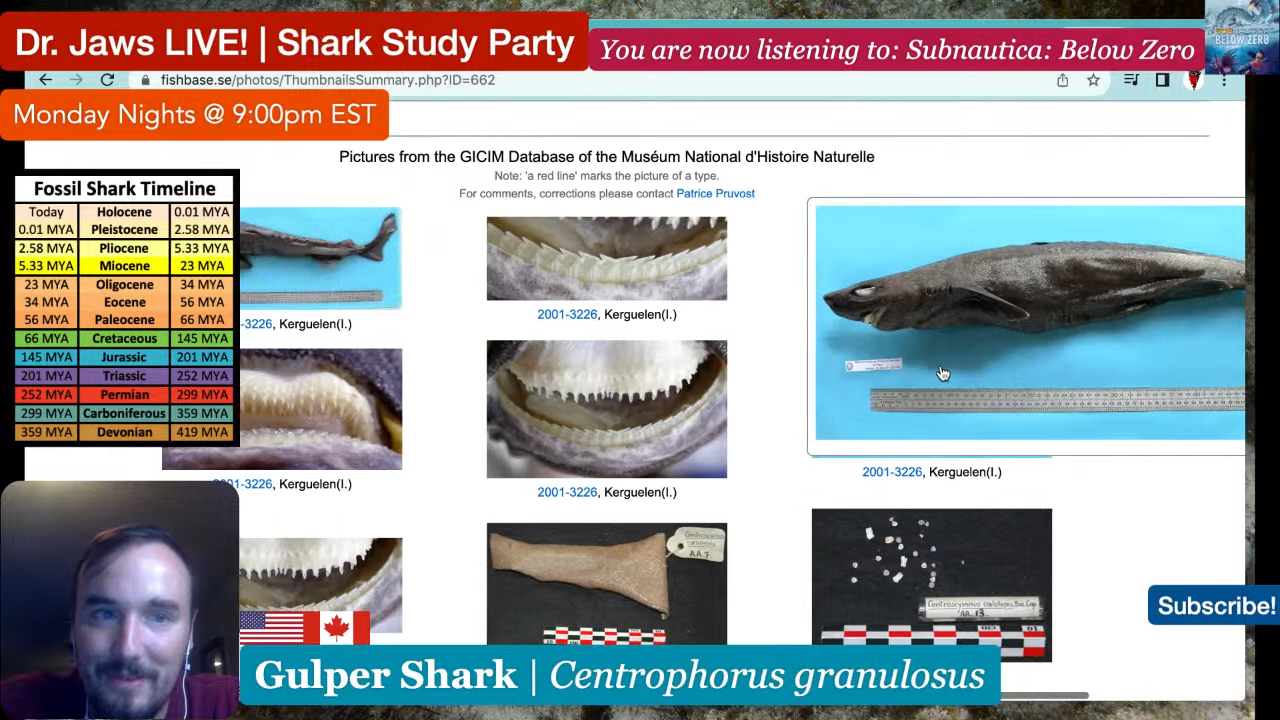 Dr. Jaws LIVE! | Shark Study Party
You are now listening to: Subnautica: Below Zero
BELOW ZERO
fishbase.se/photos/ThumbnailsSummary.php?ID=662
Monday Nights @ 9:00pm EST
Pictures from the GICIM Database of the Muséum National d'Histoire Naturelle
Note: 'a red line' marks the picture of a type.
For comments, corrections please contact Patrice Pruvost
Fossil Shark Timeline
Today Holocene 0.01 MYA
0.01 MYA Pleistocene 2.58 MYA
2.58 MYA Pliocene 5.33 MYA
5.33 MYA Miocene 23 MYA
23 MYA Oligocene 34 MYA
34 MYA Eocene 56 MYA
56 MYA Paleocene 66 MYA
66 MYA Cretaceous 145 MYA
145 MYA Jurassic 201 MYA
201 MYA Triassic 252 MYA
252 MYA Permian 299 MYA
299 MYA Carboniferous 359 MYA
359 MYA Devonian 419 MYA
-3226, Kerguelen(I.)
2001-3226, Kerguelen(I.)
2001-3226, Kerguelen(I.)
01-3226, Kerguelen(I.)
2001-3226, Kerguelen(I.)
AA.7
AA.13.
Subscribe!
Gulper Shark | Centrophorus granulosus